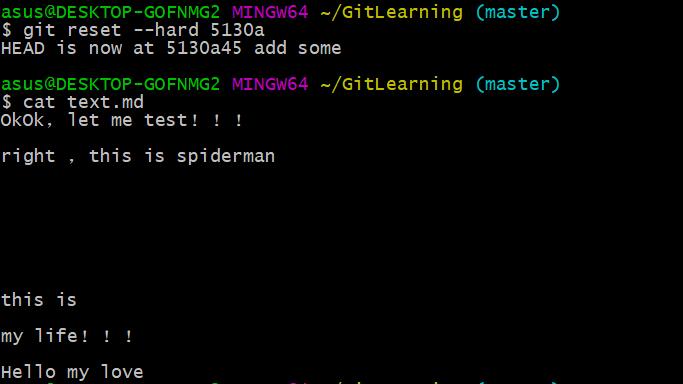 asus@DESKTOP-GOFNMG2 MINGW64 ~/GitLearning (master)
$ git reset --hard 5130a
HEAD is now at 5130a45 add some
asus@DESKTOP-GOFNMG2 MINGW64 ~/GitLearning (master)
$ cat text.md
OkOk，let me test！！！
right ，this is spiderman
this is
my life！！！
Hello my love